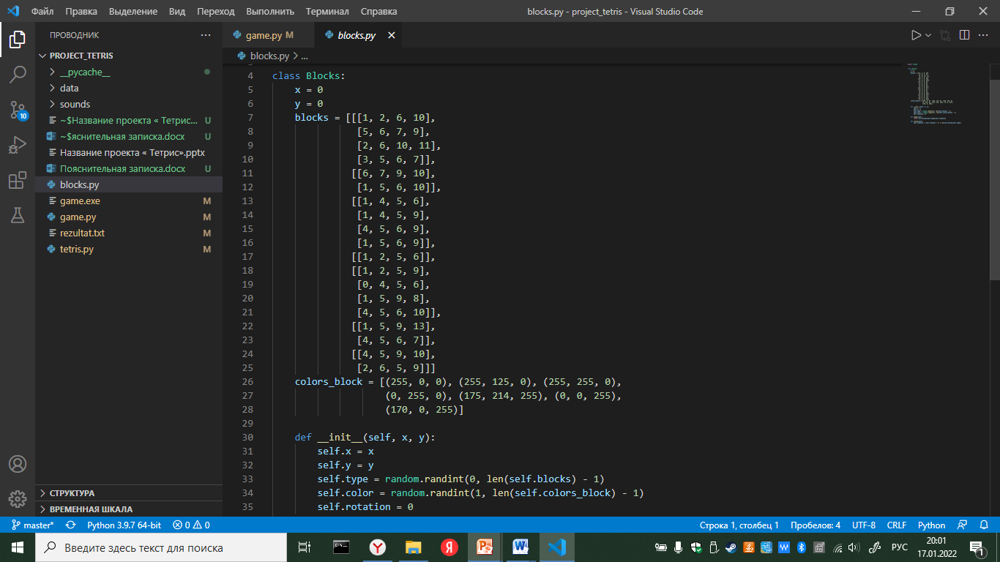 Файл Правка Выделение Вид Переход Выполнить Терминал Справка blocks.py - project_tetris - Visual Studio Code
ПРОВОДНИК
PROJECT_TETRIS
__pycache__
data
sounds
~$Название проекта « Тетрис... U
~$яснительная записка.docx U
Название проекта « Тетрис».pptx
Пояснительная записка.docx U
blocks.py
game.exe M
game.py M
rezultat.txt M
tetris.py M
СТРУКТУРА
ВРЕМЕННАЯ ШКАЛА
10
game.py M blocks.py
blocks.py > ...
4 class Blocks:
5 x = 0
6 y = 0
7 blocks = [[[1, 2, 6, 10],
8 [5, 6, 7, 9],
9 [2, 6, 10, 11],
10 [3, 5, 6, 7]],
11 [[6, 7, 9, 10],
12 [1, 5, 6, 10]],
13 [[1, 4, 5, 6],
14 [1, 4, 5, 9],
15 [4, 5, 6, 9],
16 [1, 5, 6, 9]],
17 [[1, 2, 5, 6]],
18 [[1, 2, 5, 9],
19 [0, 4, 5, 6],
20 [1, 5, 9, 8],
21 [4, 5, 6, 10]],
22 [[1, 5, 9, 13],
23 [4, 5, 6, 7]],
24 [[4, 5, 9, 10],
25 [2, 6, 5, 9]]]
26 colors_block = [(255, 0, 0), (255, 125, 0), (255, 255, 0),
27 (0, 255, 0), (175, 214, 255), (0, 0, 255),
28 (170, 0, 255)]
29
30 def __init__(self, x, y):
31 self.x = x
32 self.y = y
33 self.type = random.randint(0, len(self.blocks) - 1)
34 self.color = random.randint(1, len(self.colors_block) - 1)
35 self.rotation = 0
master* Python 3.9.7 64-bit 0 0 Строка 1, столбец 1 Пробелов: 4 UTF-8 CRLF Python
Введите здесь текст для поиска
РУС
20:01
17.01.2022
1